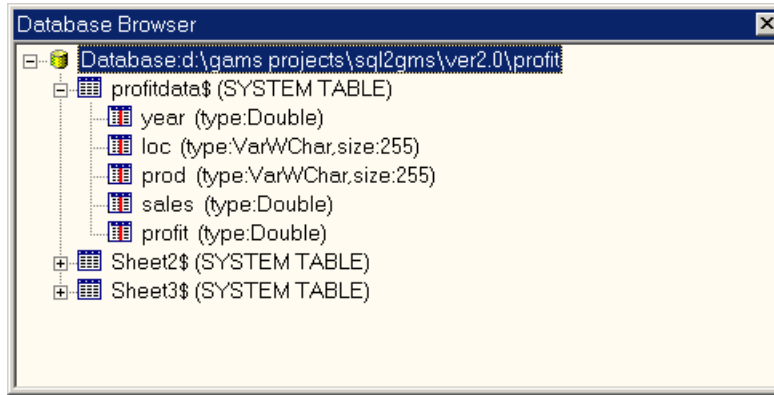 Database Browser
Database:d:\gams projects\sql2gms\ver2.0\profit
profitdata$ (SYSTEM TABLE)
year (type:Double)
loc (type:VarWChar,size:255)
prod (type:VarWChar,size:255)
sales (type:Double)
profit (type:Double)
Sheet2$ (SYSTEM TABLE)
Sheet3$ (SYSTEM TABLE)